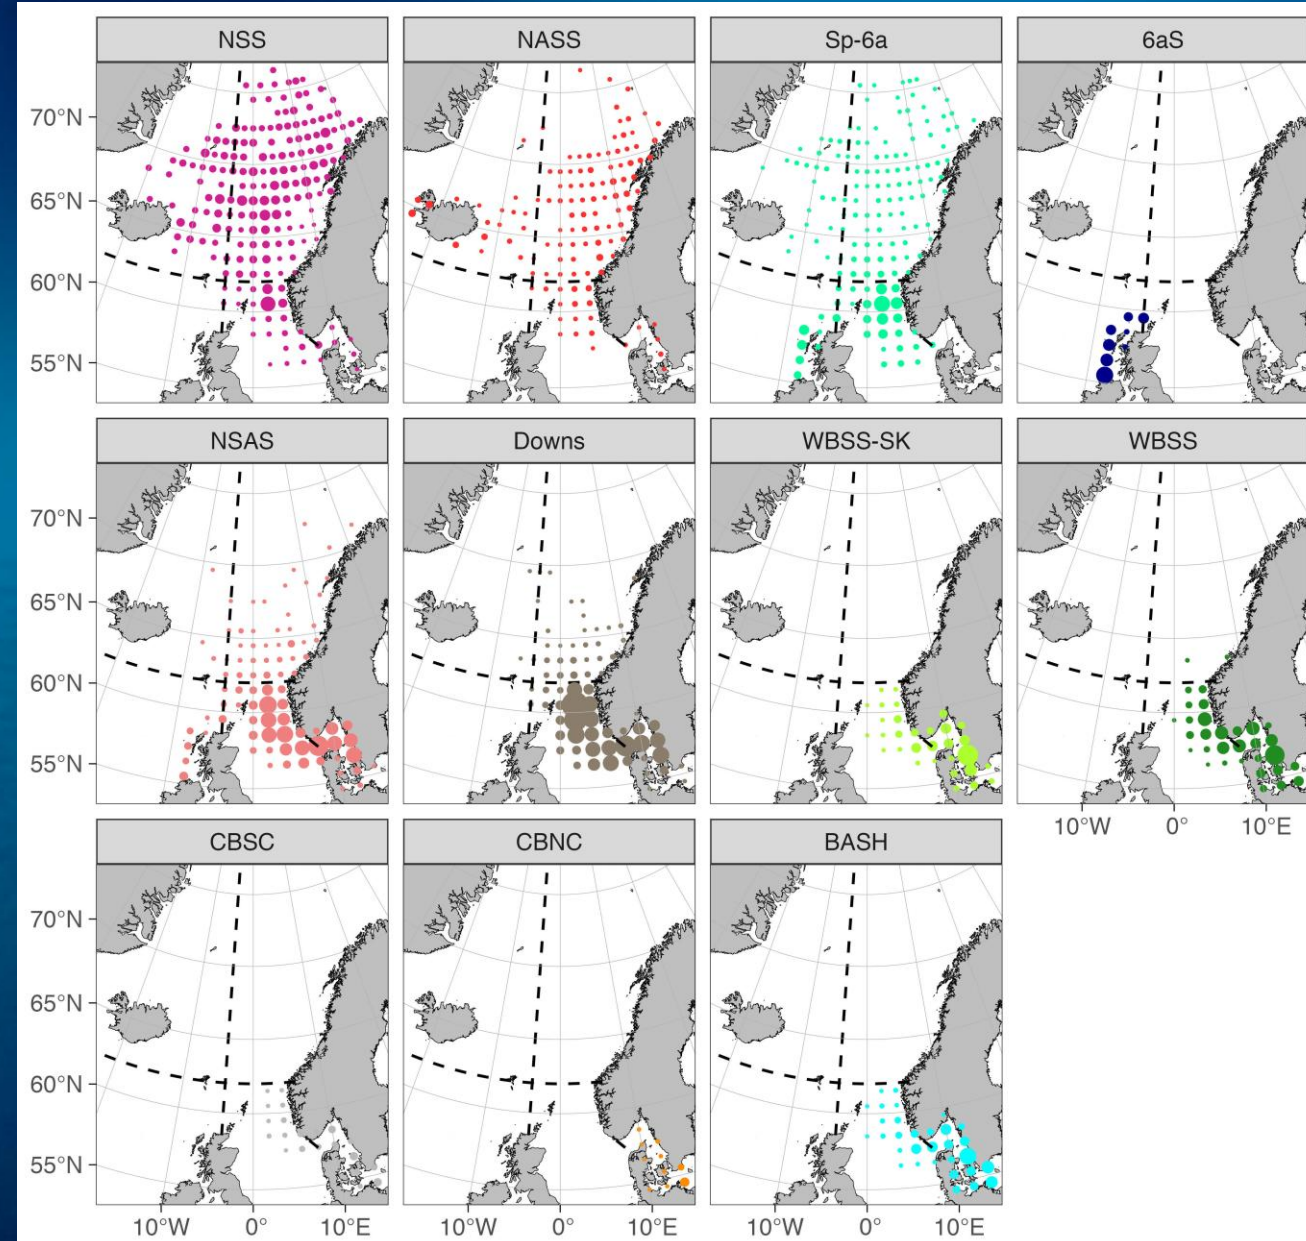 NSS NASS Sp-6a 6aS
70°N
65°N
60°N
55°N
NSAS Downs WBSS-SK WBSS
70°N
65°N
60°N
55°N
10°W 0° 10°E
CBSC CBNC BASH
70°N
65°N
60°N
55°N
10°W 0° 10°E 10°W 0° 10°E 10°W 0° 10°E